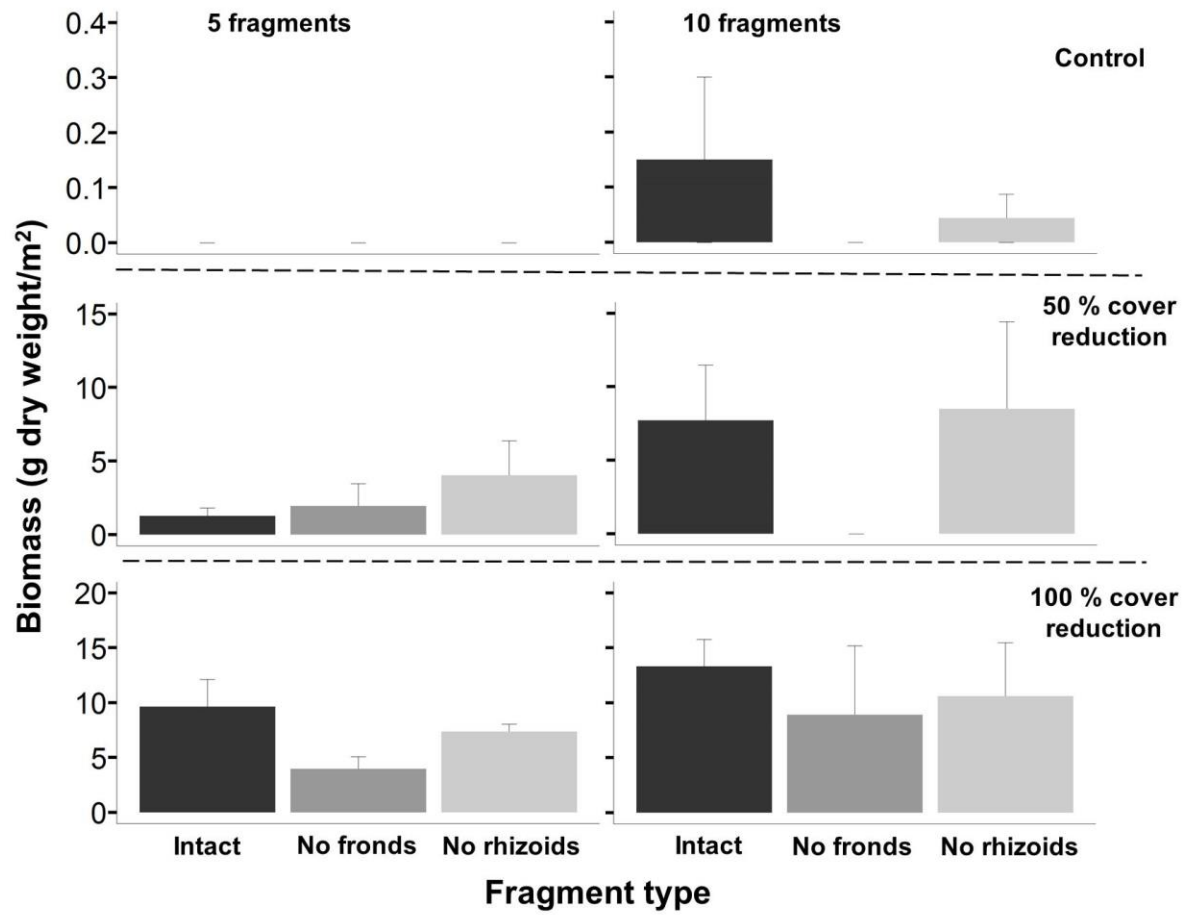 5 fragments
10 fragments
Control
0.4
0.3
0.2
0.1
0.0
50 % cover
reduction
15
10
5
0
100 % cover
reduction
20
15
10
5
0
Biomass (g dry weight/m²)
Intact
No fronds
No rhizoids
Intact
No fronds
No rhizoids
Fragment type